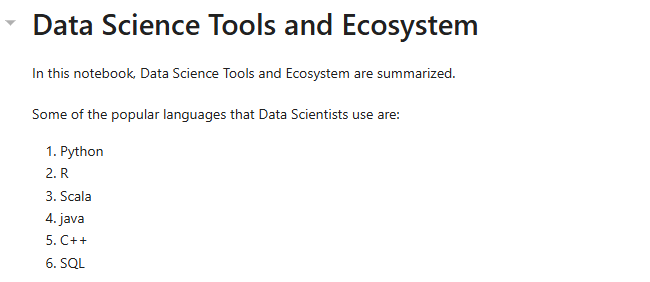 Data Science Tools and Ecosystem
In this notebook, Data Science Tools and Ecosystem are summarized.
Some of the popular languages that Data Scientists use are:
1. Python
2. R
3. Scala
4. java
5. C++
6. SQL